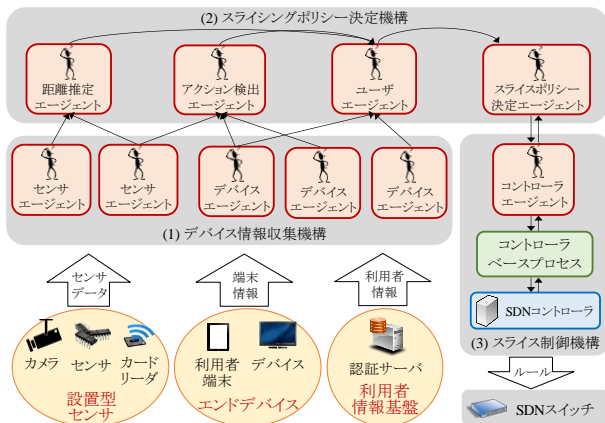 (2) スライシングポリシー決定機構
距離推定
エージェント
アクション検出
エージェント
ユーザ
エージェント
スライスポリシー
決定エージェント
センサ
エージェント
センサ
エージェント
デバイス
エージェント
デバイス
エージェント
デバイス
エージェント
(1) デバイス情報収集機構
コントローラ
エージェント
コントローラ
ベースプロセス
SDNコントローラ
(3) スライス制御機構
センサ
データ
端末
情報
利用者
情報
カメラ
センサ
カード
リーダ
設置型
センサ
利用者
端末
デバイス
エンドデバイス
認証サーバ
利用者
情報基盤
ルール
SDNスイッチ